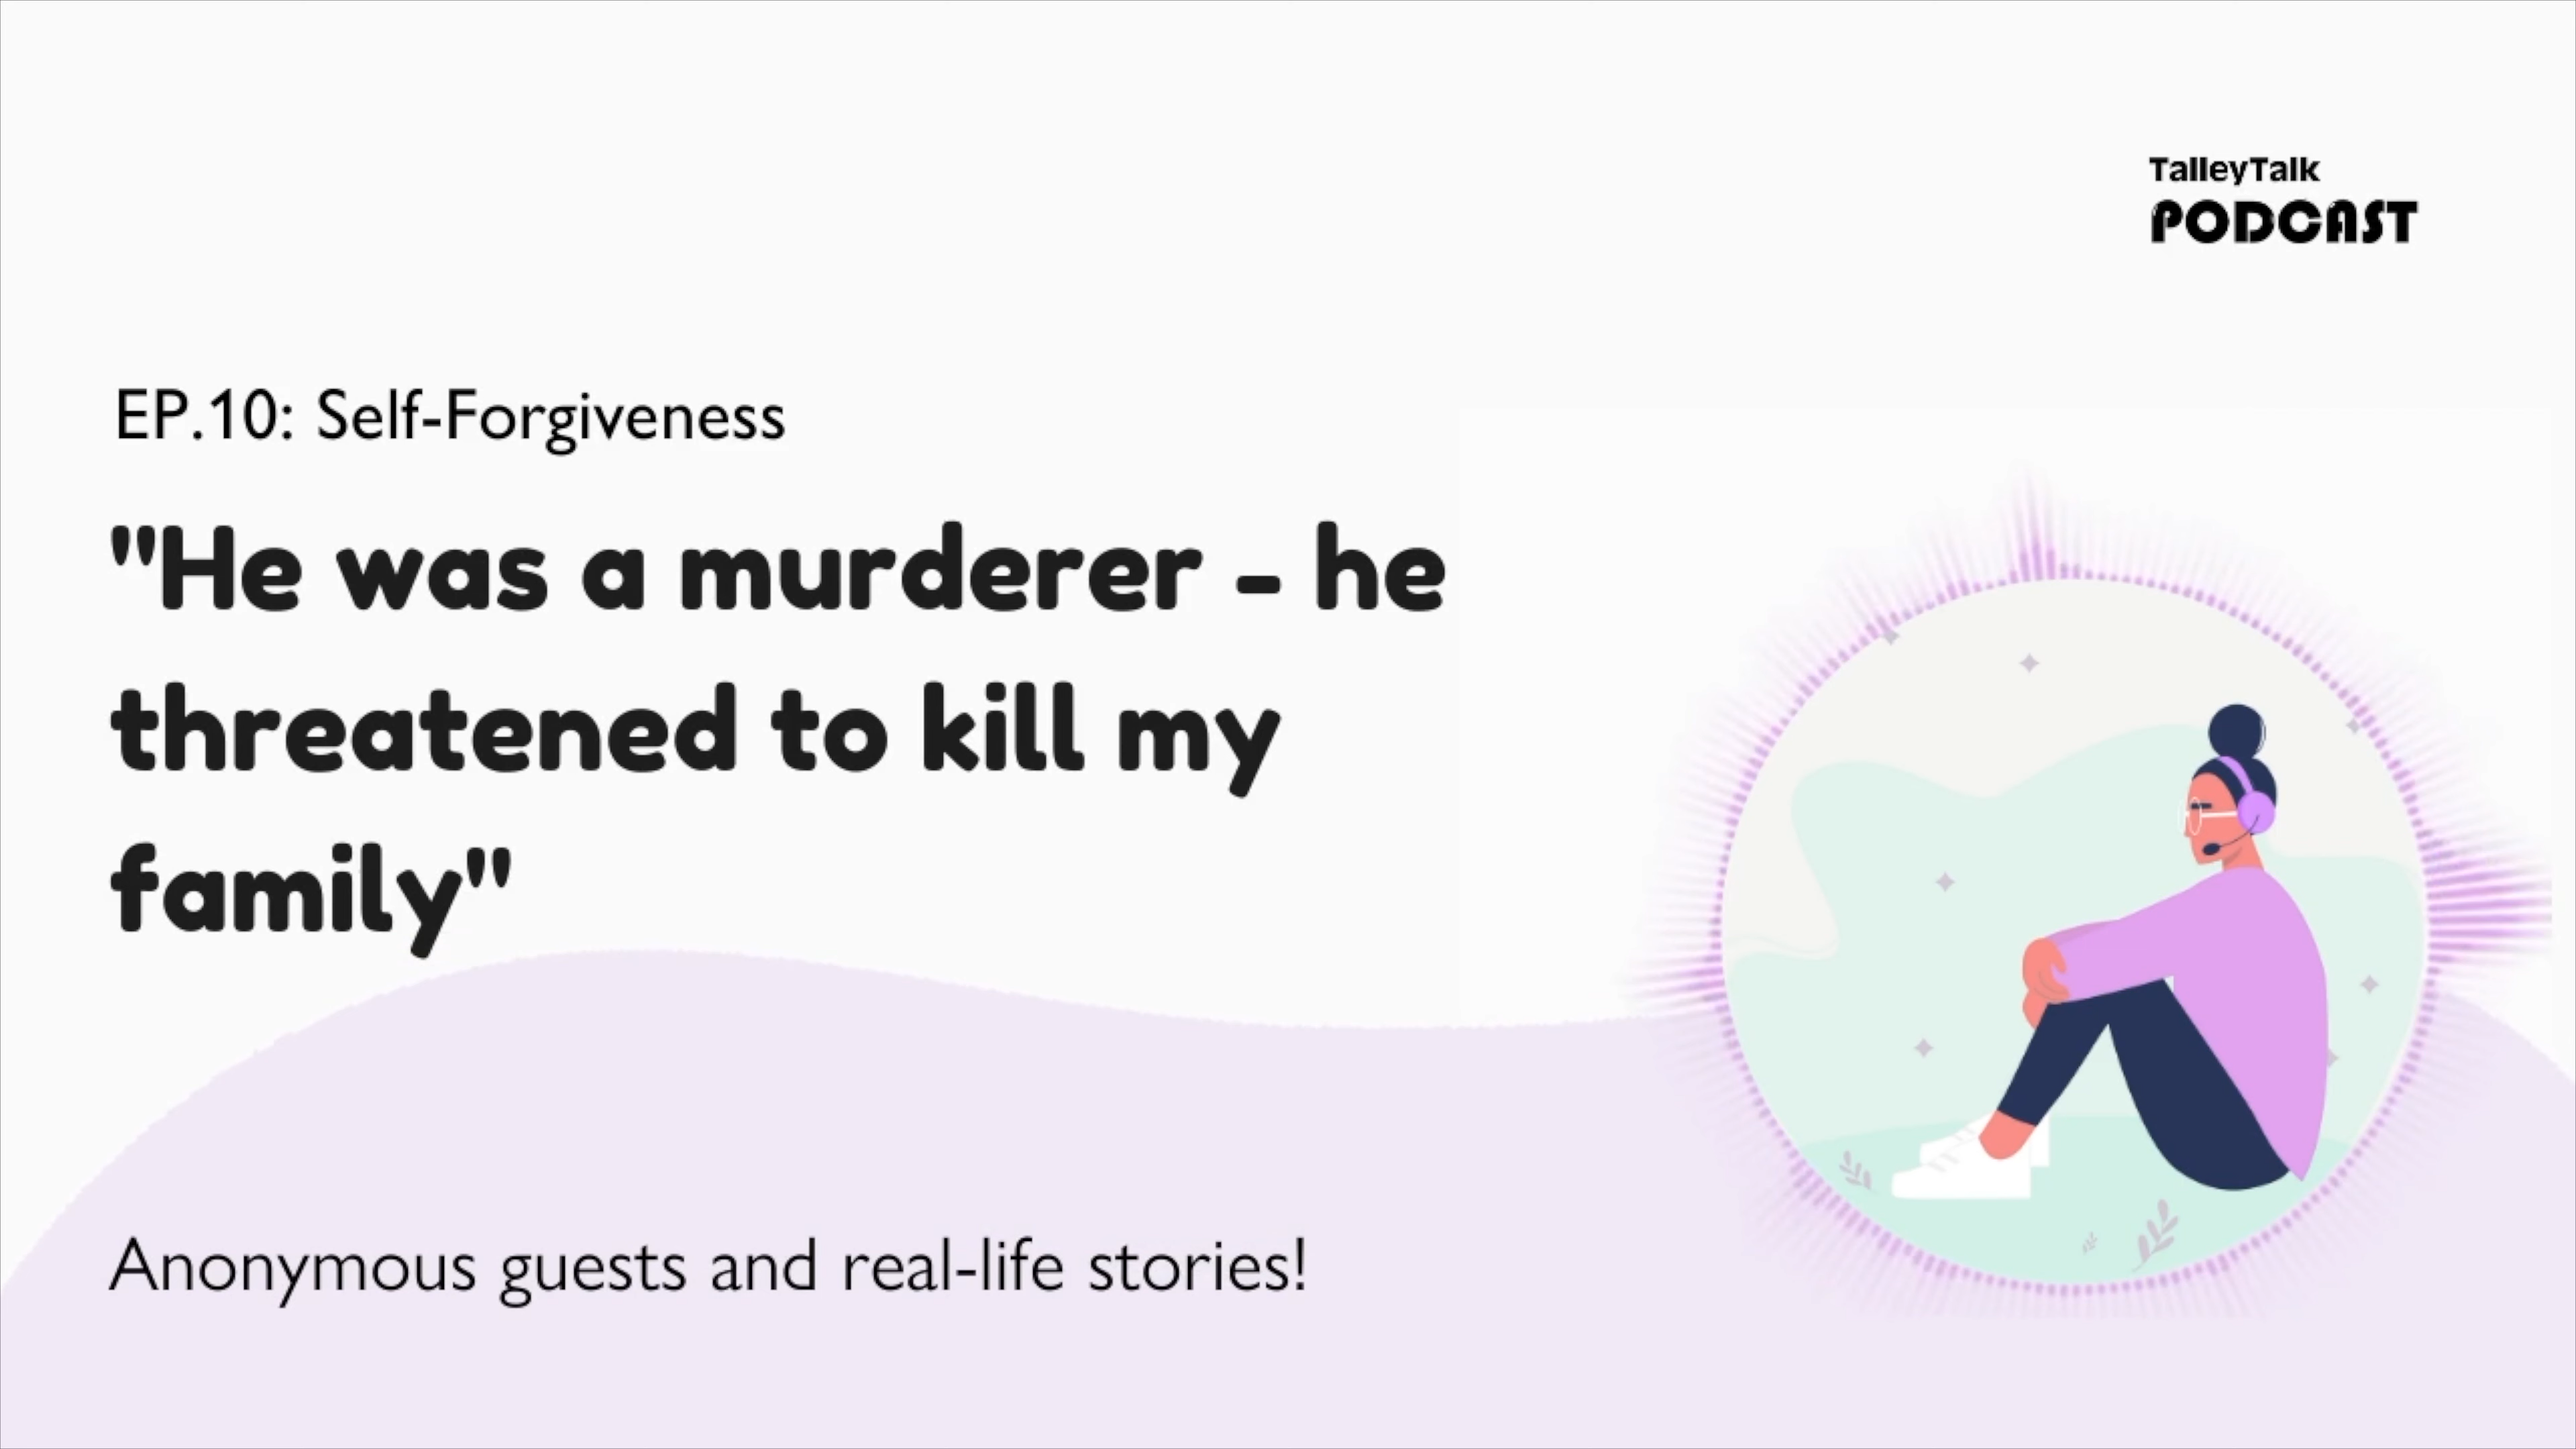 TalleyTalk
PODCAST
EP.10: Self-Forgiveness
"He was a murderer - he
threatened to kill my
family"
Anonymous guests and real-life stories!